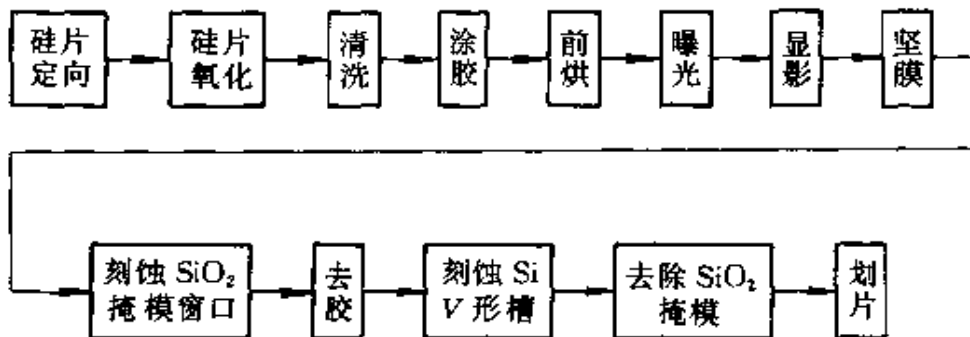 硅片
定向
硅片
氧化
清
洗
涂
胶
前
烘
曝
光
显
影
坚
膜
刻蚀 SiO₂
掩模窗口
去
胶
刻蚀 Si
V 形槽
去除 SiO₂
掩模
划
片